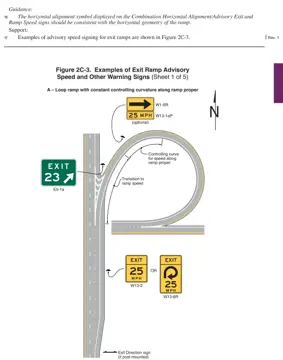 Guidance:
16 The horizontal alignment symbol displayed on the Combination Horizontal Alignment/Advisory Exit and
Ramp Speed signs should be consistent with the horizontal geometry of the ramp.
Support:
17 Examples of advisory speed signing for exit ramps are shown in Figure 2C-3.
Rev. 1
Figure 2C-3. Examples of Exit Ramp Advisory
Speed and Other Warning Signs (Sheet 1 of 5)
A – Loop ramp with constant controlling curvature along ramp proper
W1-6R
25 MPH
W13-1aP
(optional)
N
Controlling curve
for speed along
ramp proper
EXIT
23
E5-1a
Transition to
ramp speed
EXIT
25
MPH
W13-2
OR
EXIT
25
MPH
W13-6R
Exit Direction sign
(if post-mounted)